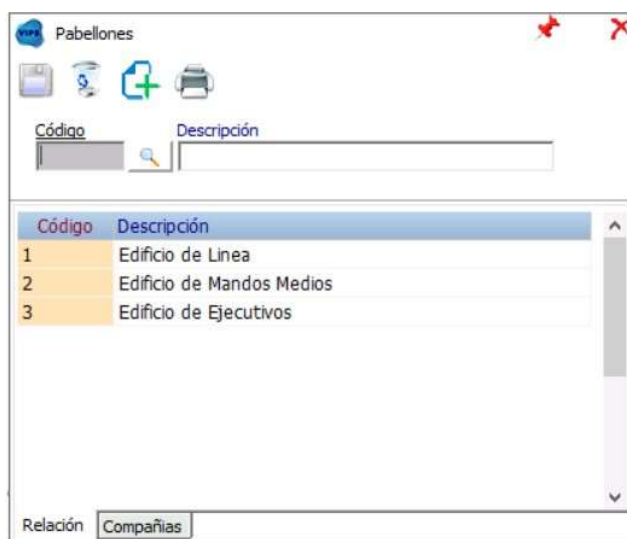 VIPS Pabellones
Código Descripción
Código Descripción
1 Edificio de Linea
2 Edificio de Mandos Medios
3 Edificio de Ejecutivos
Relación Compañias